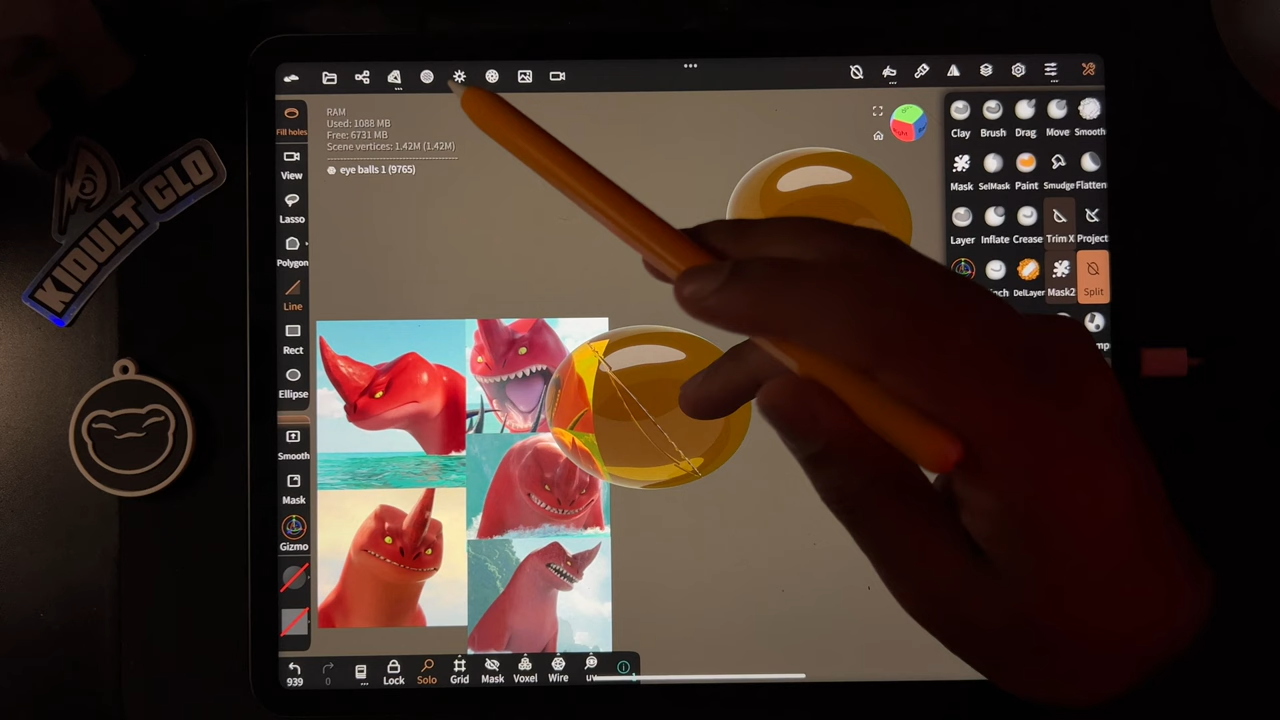 RAM
Used: 1088 MB
Free: 6731 MB
Scene vertices: 1.42M (1.42M)
eye balls 1 (9765)
Fill holes
View
Lasso
Polygon
Line
Rect
Ellipse
Smooth
Mask
Gizmo
Right
Clay Brush Drag Move Smooth
Mask SelMask Paint Smudge Flatten
Layer Inflate Crease Trim X Project
DelLayer Mask2 Split
KIDULT CLO
939 0 Lock Solo Grid Mask Voxel Wire uv